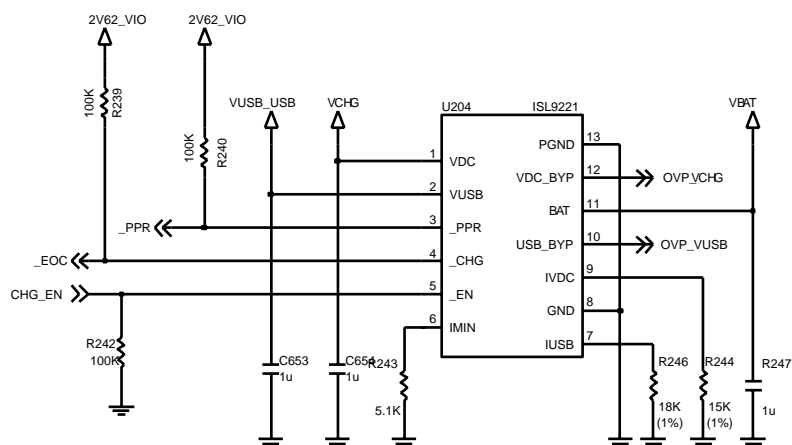 2V62_VIO
2V62_VIO
100K
R239
100K
R240
VUSB_USB
VCHG
U204
ISL9221
VBAT
PGND
13
1
VDC
VDC_BYP
12
OVP_VCHG
2
VUSB
BAT
11
_PPR
3
_PPR
USB_BYP
10
OVP_VUSB
_EOC
4
_CHG
IVDC
9
CHG_EN
5
_EN
GND
8
6
IMIN
IUSB
7
R242
100K
C653
1u
C654
1u
R243
5.1K
R246
18K
(1%)
R244
15K
(1%)
R247
1u